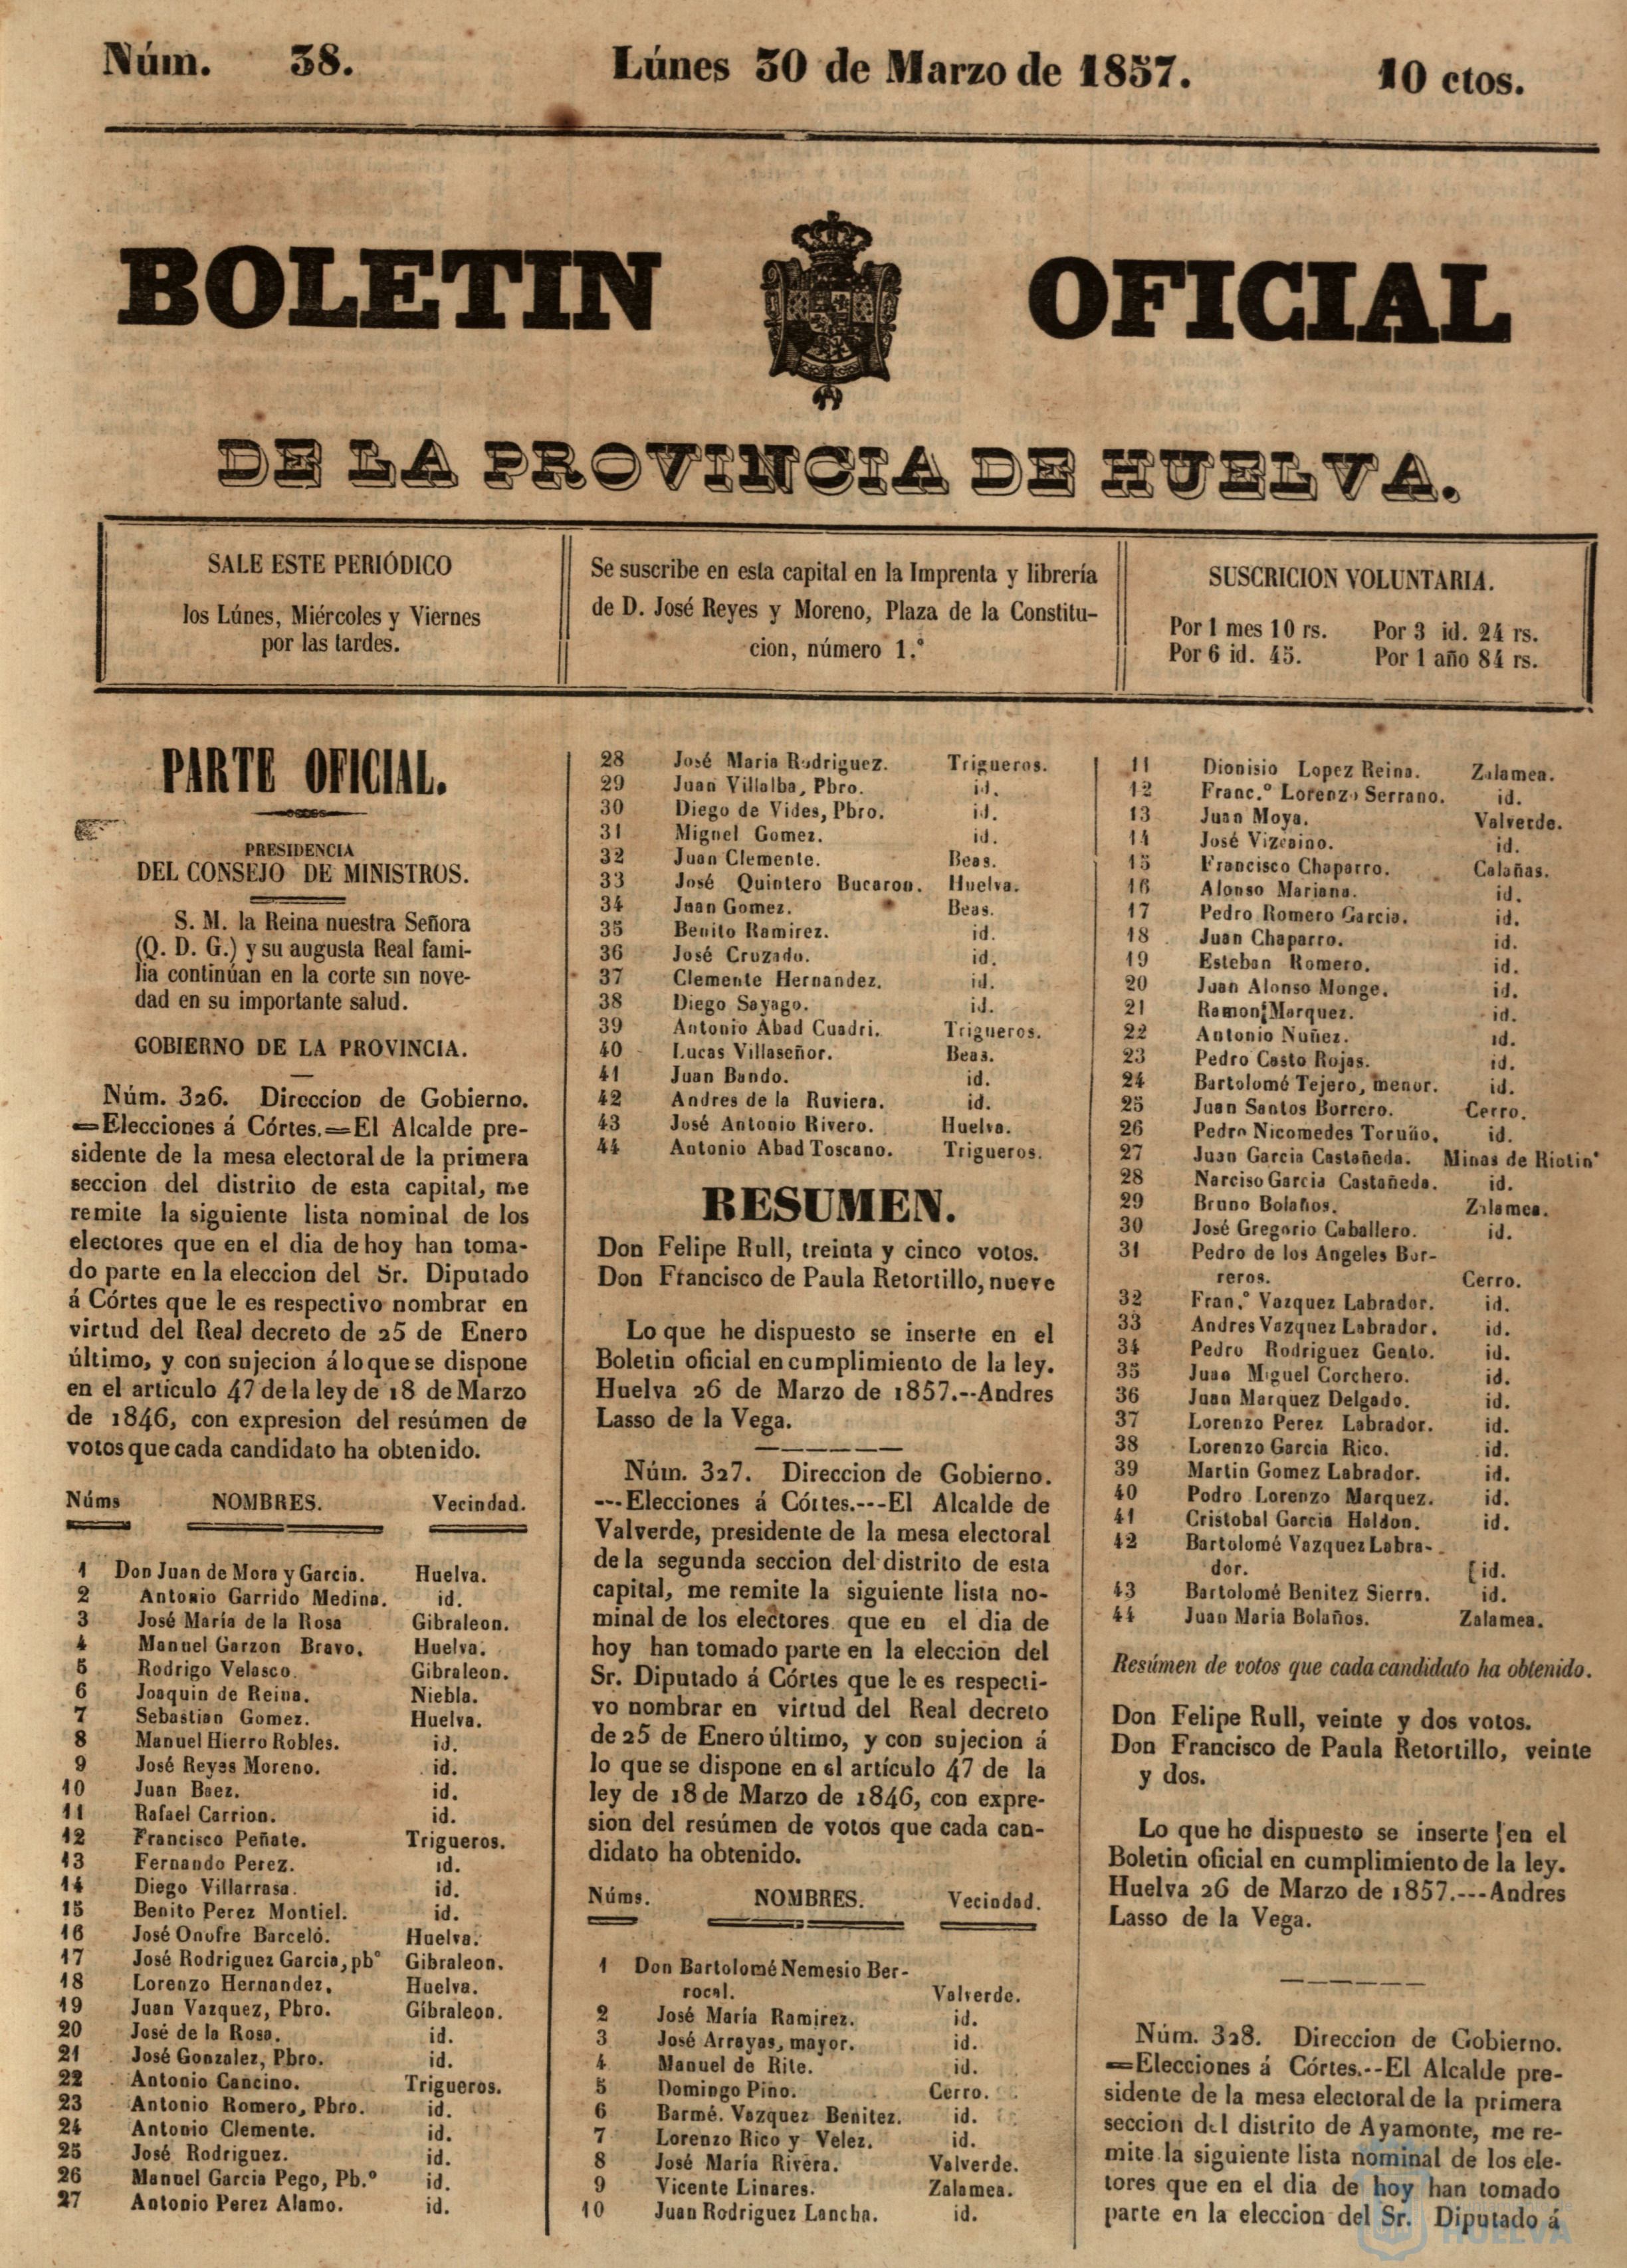 Núm. 38. Lúnes 30 de Marzo de 1857. 10 ctos.
BOLETIN OFICIAL
DE LA PROVINCIA DE HUELVA.
SALE ESTE PERIÓDICO
los Lúnes, Miércoles y Viernes
por las tardes.
Se suscribe en esta capital en la Imprenta y librería
de D. José Reyes y Moreno, Plaza de la Constitu-
cion, número 1.°
SUSCRICION VOLUNTARIA.
Por 1 mes 10 rs. Por 3 id. 24 rs.
Por 6 id. 45. Por 1 año 84 rs.
PARTE OFICIAL.
PRESIDENCIA
DEL CONSEJO DE MINISTROS.
S. M. la Reina nuestra Señora
(Q. D. G.) y su augusta Real fami-
lia continúan en la corte sin nove-
dad en su importante salud.
GOBIERNO DE LA PROVINCIA.
Núm. 326. Direccion de Gobierno.
=Elecciones á Córtes.=El Alcalde pre-
sidente de la mesa electoral de la primera
seccion del distrito de esta capital, me
remite la siguiente lista nominal de los
electores que en el dia de hoy han toma-
do parte en la eleccion del Sr. Diputado
á Córtes que le es respectivo nombrar en
virtud del Real decreto de 25 de Enero
último, y con sujecion á lo que se dispone
en el artículo 47 de la ley de 18 de Marzo
de 1846, con expresion del resúmen de
votos que cada candidato ha obtenido.
Núms NOMBRES. Vecindad.
1 Don Juan de Mora y Garcia. Huelva.
2 Antonio Garrido Medina. id.
3 José María de la Rosa Gibraleon.
4 Manuel Garzon Bravo. Huelva.
5 Rodrigo Velasco. Gibraleon.
6 Joaquin de Reina. Niebla.
7 Sebastian Gomez. Huelva.
8 Manuel Hierro Robles. id.
9 José Reyes Moreno. id.
10 Juan Baez. id.
11 Rafael Carrion. id.
12 Francisco Peñate. Trigueros.
13 Fernando Perez. id.
14 Diego Villarrasa. id.
15 Benito Perez Montiel. id.
16 José Onofre Barceló. Huelva.
17 José Rodriguez Garcia, pb° Gibraleon.
18 Lorenzo Hernandez. Huelva.
19 Juan Vazquez, Pbro. Gibraleon.
20 José de la Rosa. id.
21 José Gonzalez, Pbro. id.
22 Antonio Cancino. Trigueros.
23 Antonio Romero, Pbro. id.
24 Antonio Clemente. id.
25 José Rodriguez. id.
26 Manuel Garcia Pego, Pb.° id.
27 Antonio Perez Alamo. id.
28 José Maria Rodriguez. Trigueros.
29 Juan Villalba, Pbro. id.
30 Diego de Vides, Pbro. id.
31 Mignel Gomez. id.
32 Juan Clemente. Beas.
33 José Quintero Bucaron. Huelva.
34 Juan Gomez. Beas.
35 Benito Ramirez. id.
36 José Cruzado. id.
37 Clemente Hernandez. id.
38 Diego Sayago. id.
39 Antonio Abad Cuadri. Trigueros.
40 Lucas Villaseñor. Beas.
41 Juan Bando. id.
42 Andres de la Ruviera. id.
43 José Antonio Rivero. Huelva.
44 Antonio Abad Toscano. Trigueros.
RESUMEN.
Don Felipe Rull, treinta y cinco votos.
Don Francisco de Paula Retortillo, nueve
Lo que he dispuesto se inserte en el
Boletin oficial en cumplimiento de la ley.
Huelva 26 de Marzo de 1857.--Andres
Lasso de la Vega.
Núm. 327. Direccion de Gobierno.
---Elecciones á Córtes.---El Alcalde de
Valverde, presidente de la mesa electoral
de la segunda seccion del distrito de esta
capital, me remite la siguiente lista no-
minal de los electores que en el dia de
hoy han tomado parte en la eleccion del
Sr. Diputado á Córtes que le es respecti-
vo nombrar en virtud del Real decreto
de 25 de Enero último, y con sujecion á
lo que se dispone en el artículo 47 de la
ley de 18 de Marzo de 1846, con expre-
sion del resúmen de votos que cada can-
didato ha obtenido.
Núms. NOMBRES. Vecindad.
1 Don Bartolomé Nemesio Ber-
rocal. Valverde.
2 José María Ramirez. id.
3 José Arrayas, mayor. id.
4 Manuel de Rite. id.
5 Domingo Pino. Cerro.
6 Barmé. Vazquez Benitez. id.
7 Lorenzo Rico y Velez. id.
8 José María Rivera. Valverde.
9 Vicente Linares. Zalamea.
10 Juan Rodriguez Lancha. id.
11 Dionisio Lopez Reina. Zalamea.
12 Franc.° Lorenzo Serrano. id.
13 Juan Moya. Valverde.
14 José Vizcaino. id.
15 Francisco Chaparro. Calañas.
16 Alonso Mariana. id.
17 Pedro Romero Garcia. id.
18 Juan Chaparro. id.
19 Esteban Romero. id.
20 Juan Alonso Monge. id.
21 Ramon Marquez. id.
22 Antonio Nuñez. id.
23 Pedro Casto Rojas. id.
24 Bartolomé Tejero, menor. id.
25 Juan Santos Borrero. Cerro.
26 Pedro Nicomedes Toruño. id.
27 Juan Garcia Castañeda. Minas de Riotin'
28 Narciso Garcia Castañeda. id.
29 Bruno Bolaños. Zalamea.
30 José Gregorio Caballero. id.
31 Pedro de los Angeles Bor-
reros. Cerro.
32 Fran.° Vazquez Labrador. id.
33 Andres Vazquez Labrador. id.
34 Pedro Rodriguez Gento. id.
35 Juan Miguel Corchero. id.
36 Juan Marquez Delgado. id.
37 Lorenzo Perez Labrador. id.
38 Lorenzo Garcia Rico. id.
39 Martin Gomez Labrador. id.
40 Podro Lorenzo Marquez. id.
41 Cristobal Garcia Haldon. id.
42 Bartolomé Vazquez Labra-
dor. id.
43 Bartolomé Benitez Sierra. id.
44 Juan Maria Bolaños. Zalamea.
Resúmen de votos que cada candidato ha obtenido.
Don Felipe Rull, veinte y dos votos.
Don Francisco de Paula Retortillo, veinte
y dos.
Lo que he dispuesto se inserte en el
Boletin oficial en cumplimiento de la ley.
Huelva 26 de Marzo de 1857.---Andres
Lasso de la Vega.
Núm. 328. Direccion de Gobierno.
=Elecciones á Córtes.--El Alcalde pre-
sidente de la mesa electoral de la primera
seccion del distrito de Ayamonte, me re-
mite la siguiente lista nominal de los ele-
tores que en el dia de hoy han tomado
parte en la eleccion del Sr. Diputado á
HUELVA